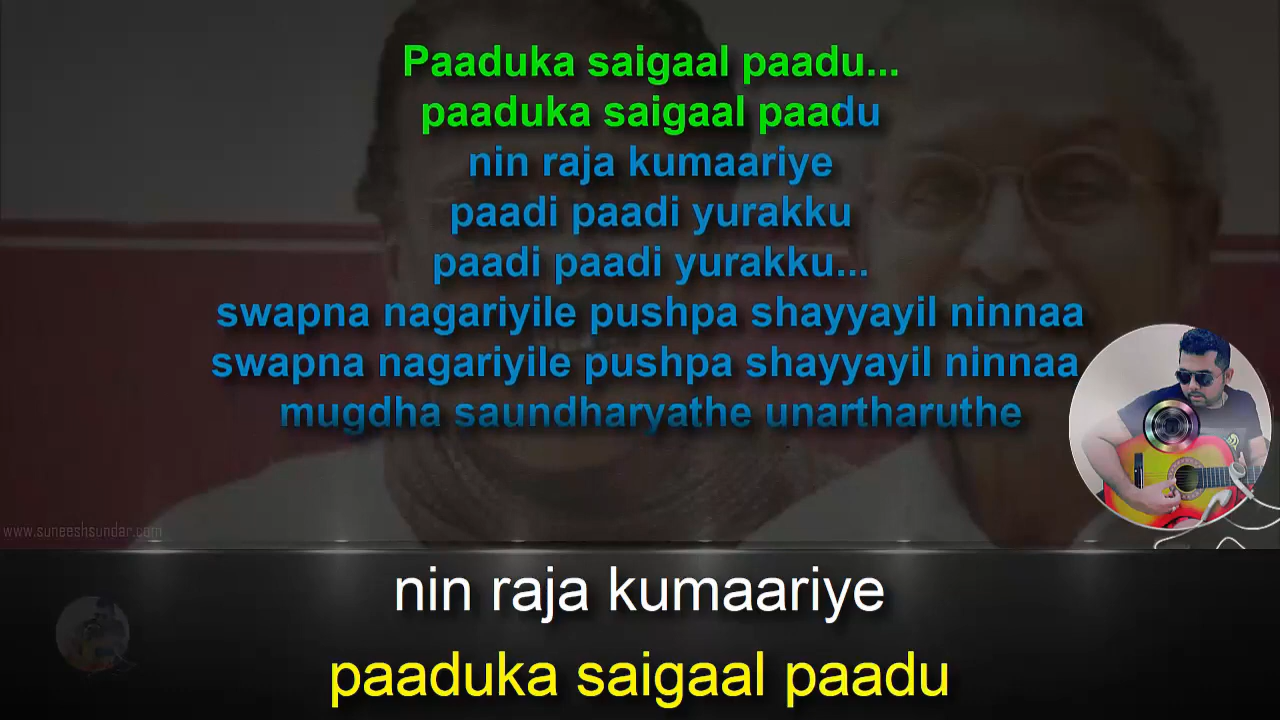 Paaduka saigaal paadu...
paaduka saigaal paadu
nin raja kumaariye
paadi paadi yurakku
paadi paadi yurakku...
swapna nagariyile pushpa shayyayil ninnaa
swapna nagariyile pushpa shayyayil ninnaa
mugdha saundharyathe unartharuthe
www.suneeshsundar.com
nin raja kumaariye
paaduka saigaal paadu